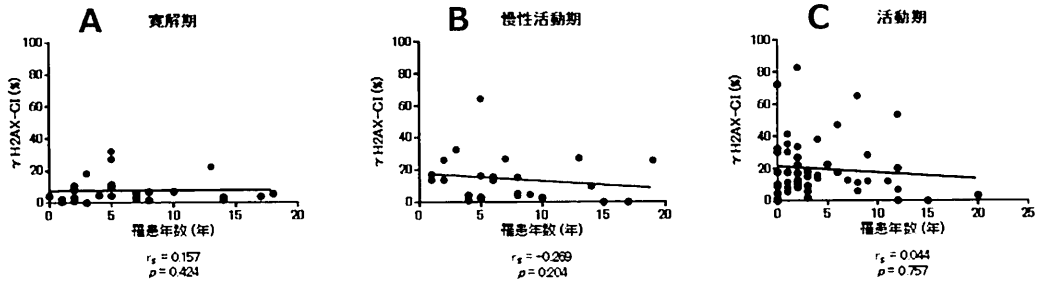 A 寛解期
γH2AX-CI (%)
100
80
60
40
20
0
0 5 10 15 20
罹患年数 (年)
rs = 0.157
p = 0.424
B 慢性活動期
γH2AX-CI (%)
100
80
60
40
20
0
0 5 10 15 20
罹患年数 (年)
rs = -0.269
p = 0.204
C 活動期
γH2AX-CI (%)
100
80
60
40
20
0
0 5 10 15 20 25
罹患年数 (年)
rs = 0.044
p = 0.757